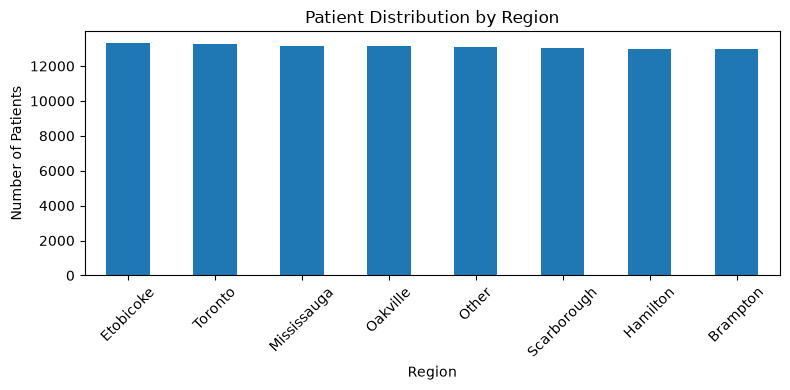 Patient Distribution by Region
Number of Patients
12000
10000
8000
6000
4000
2000
0
Etobicoke
Toronto
Mississauga
Oakville
Other
Scarborough
Hamilton
Brampton
Region